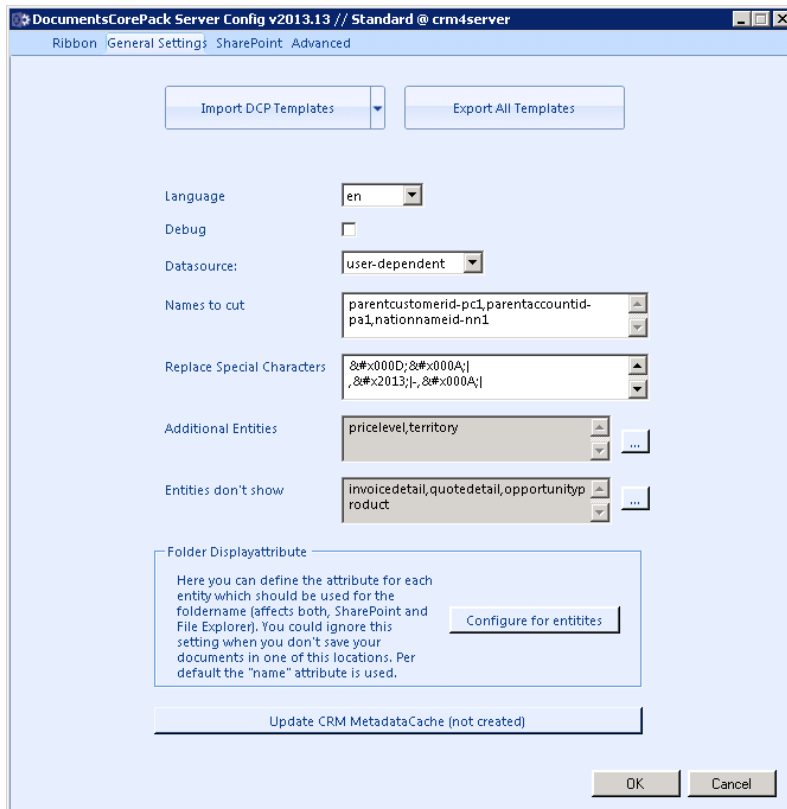 DocumentsCorePack Server Config v2013.13 // Standard @ crm4server
Ribbon General Settings SharePoint Advanced
Import DCP Templates Export All Templates
Language en
Debug
Datasource: user-dependent
Names to cut parentcustomerid-pc1,parentaccountid-
pa1,nationnameid-nn1
Replace Special Characters &#x000D;&#x000A;|
,&#x2013;|-,&#x000A;|
Additional Entities pricelevel,territory
...
Entities don't show invoicedetail,quotedetail,opportunityp
roduct
...
Folder Displayattribute
Here you can define the attribute for each
entity which should be used for the
foldername (affects both, SharePoint and
File Explorer). You could ignore this
setting when you don't save your
documents in one of this locations. Per
default the "name" attribute is used.
Configure for entitites
Update CRM MetadataCache (not created)
OK Cancel